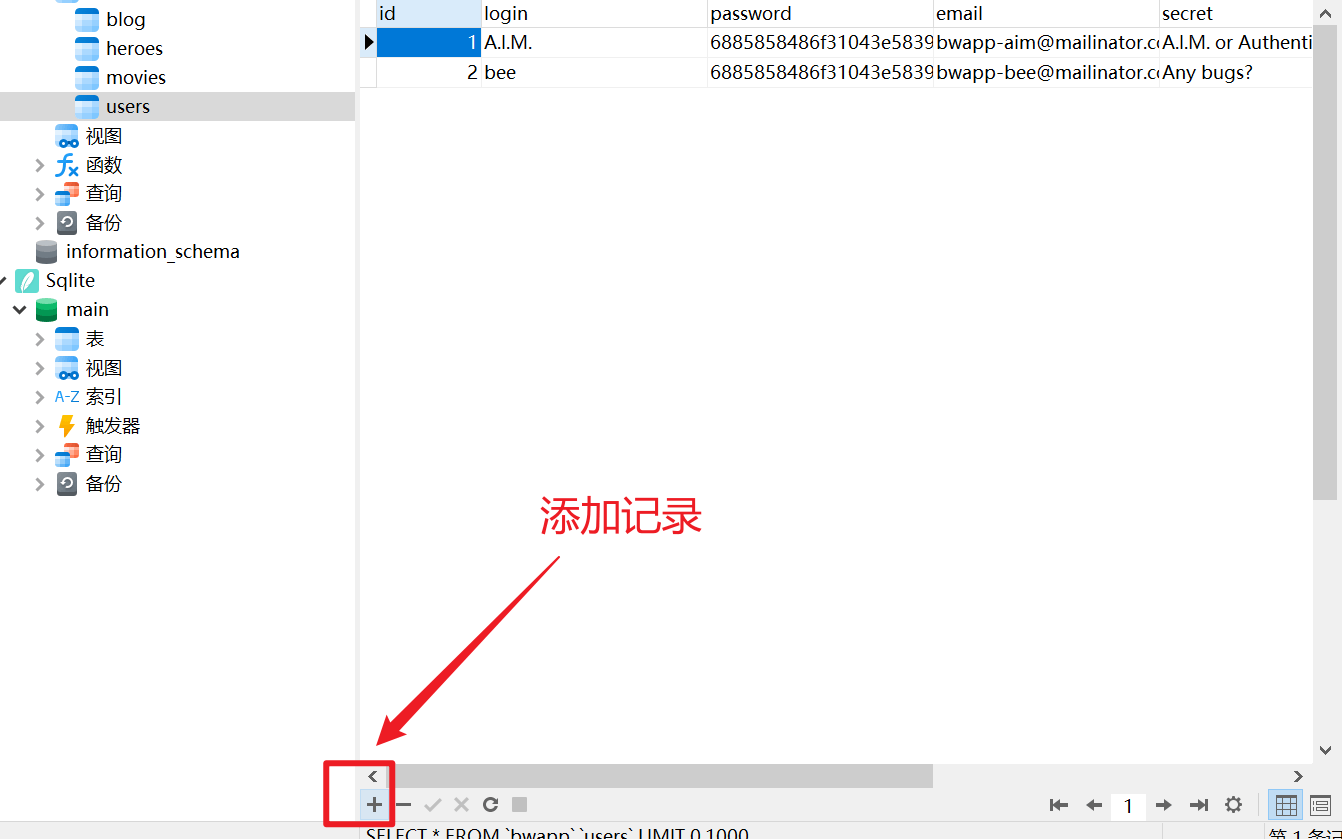 blog
heroes
movies
users
视图
函数
查询
备份
information_schema
Sqlite
main
表
视图
A-Z 索引
触发器
查询
备份
id login password email secret
1 A.I.M. 6885858486f31043e5839 bwapp-aim@mailinator.co A.I.M. or Authenti
2 bee 6885858486f31043e5839 bwapp-bee@mailinator.co Any bugs?
添加记录
1
SELECT * FROM `bwapp`.`users` LIMIT 0,1000
第 1 条记